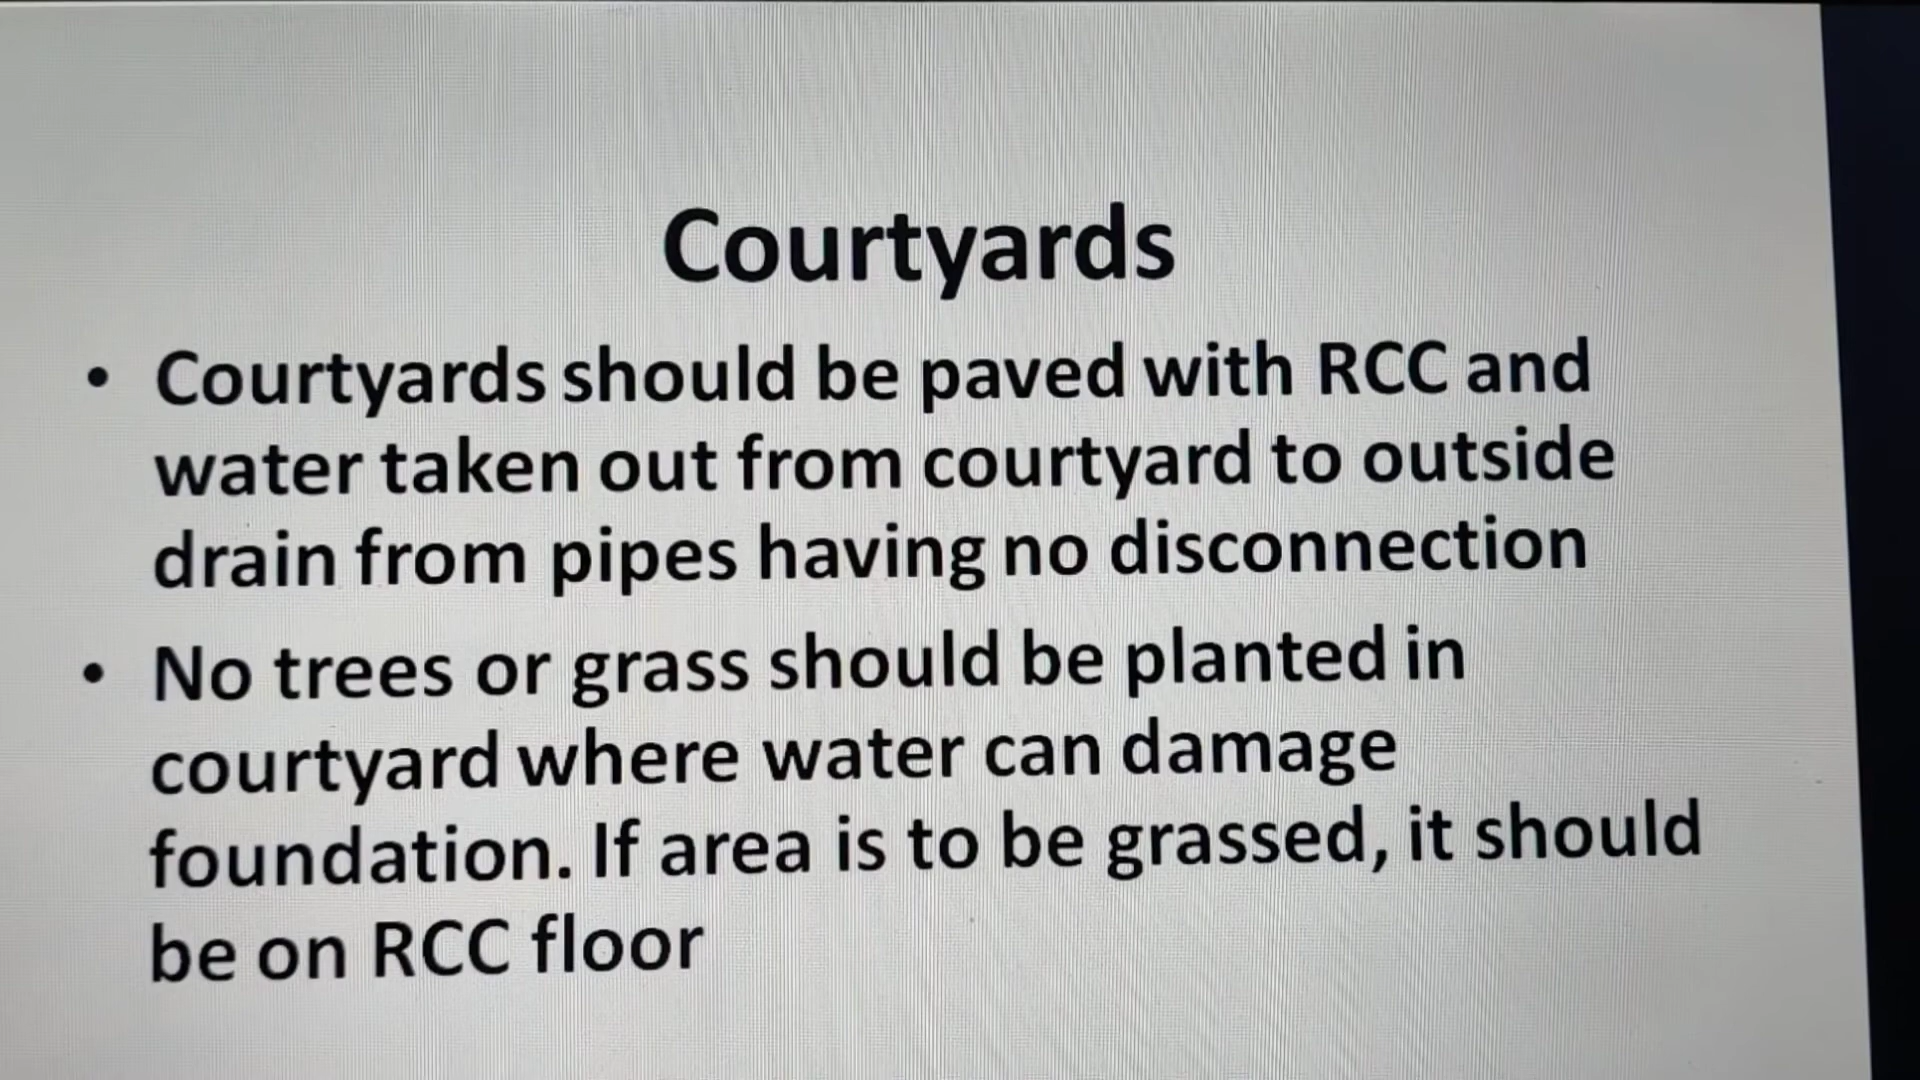 Courtyards
• Courtyards should be paved with RCC and
water taken out from courtyard to outside
drain from pipes having no disconnection
• No trees or grass should be planted in
courtyard where water can damage
foundation. If area is to be grassed, it should
be on RCC floor